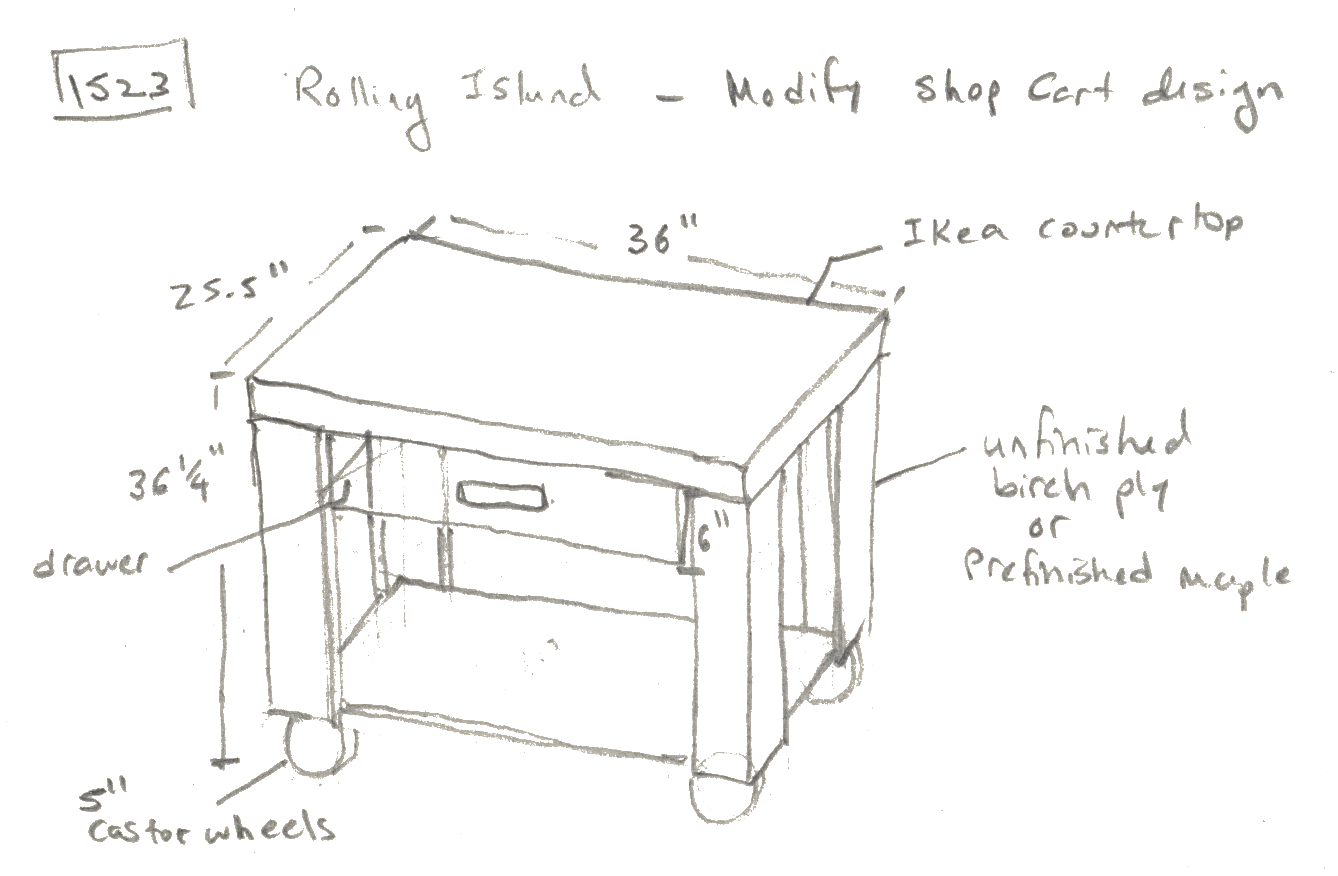 1523 Rolling Island - Modify Shop Cart design
36"
IKea countertop
25.5"
36 1/4"
unfinished
birch ply
or
Prefinished maple
6"
drawer
5"
castor wheels